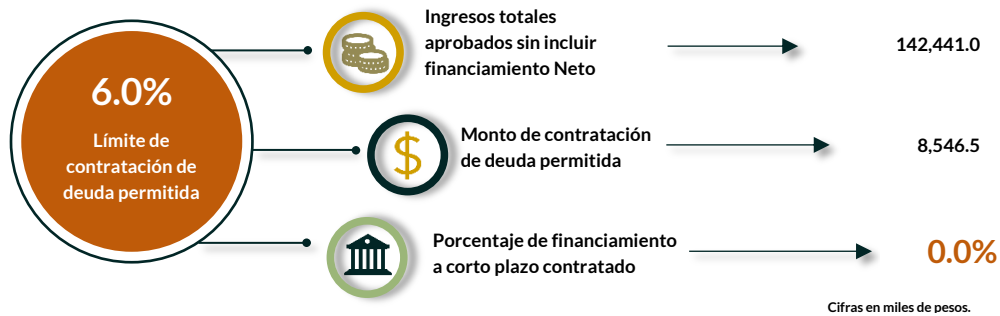 6.0%
Límite de
contratación de
deuda permitida
Ingresos totales
aprobados sin incluir
financiamiento Neto
142,441.0
$
Monto de contratación
de deuda permitida
8,546.5
Porcentaje de financiamiento
a corto plazo contratado
0.0%
Cifras en miles de pesos.